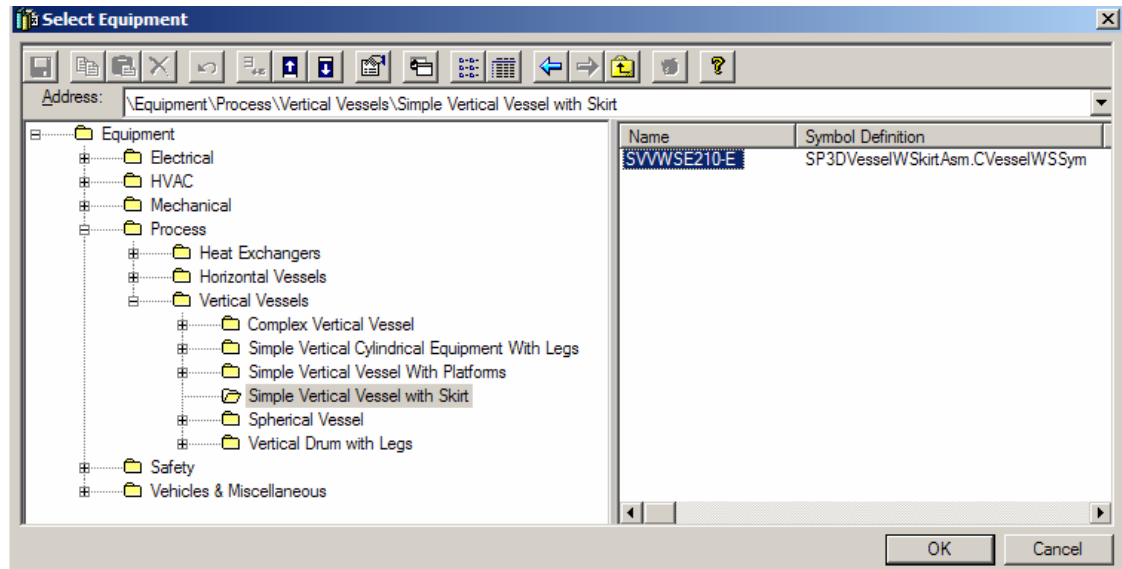 Select Equipment
Address: \Equipment\Process\Vertical Vessels\Simple Vertical Vessel with Skirt
Equipment
Electrical
HVAC
Mechanical
Process
Heat Exchangers
Horizontal Vessels
Vertical Vessels
Complex Vertical Vessel
Simple Vertical Cylindrical Equipment With Legs
Simple Vertical Vessel With Platforms
Simple Vertical Vessel with Skirt
Spherical Vessel
Vertical Drum with Legs
Safety
Vehicles & Miscellaneous
Name Symbol Definition
SVVWSE210-E SP3DVesselWSkirtAsm.CVesselWSSym
OK Cancel